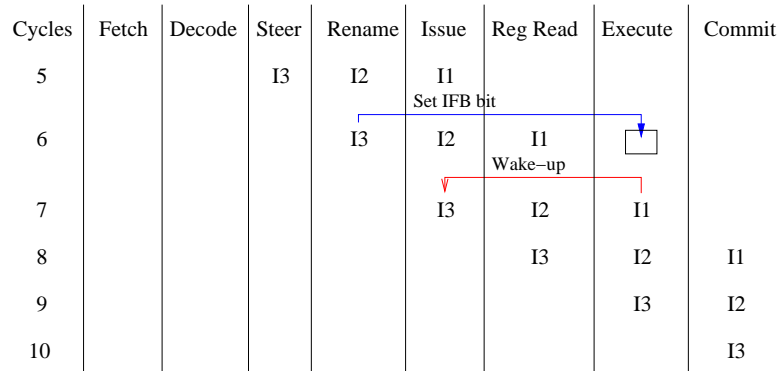 Cycles Fetch Decode Steer Rename Issue Reg Read Execute Commit
5 I3 I2 I1
Set IFB bit
6 I3 I2 I1
Wake−up
7 I3 I2 I1
8 I3 I2 I1
9 I3 I2
10 I3